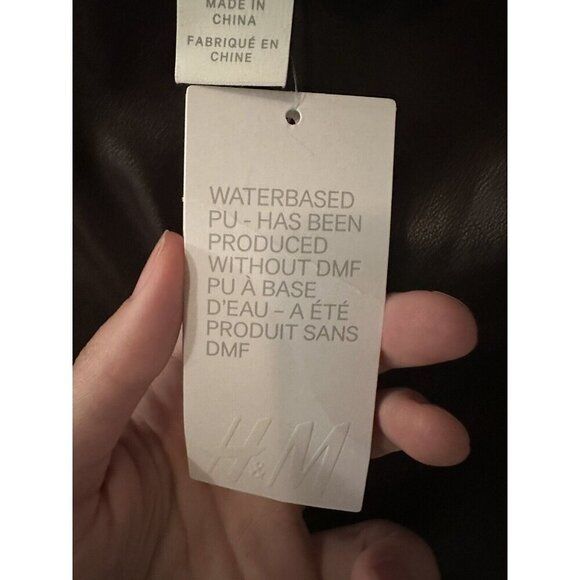 MADE IN
CHINA
FABRIQUÉ EN
CHINE
WATERBASED
PU - HAS BEEN
PRODUCED
WITHOUT DMF
PU À BASE
D'EAU - A ÉTÉ
PRODUIT SANS
DMF
H&M